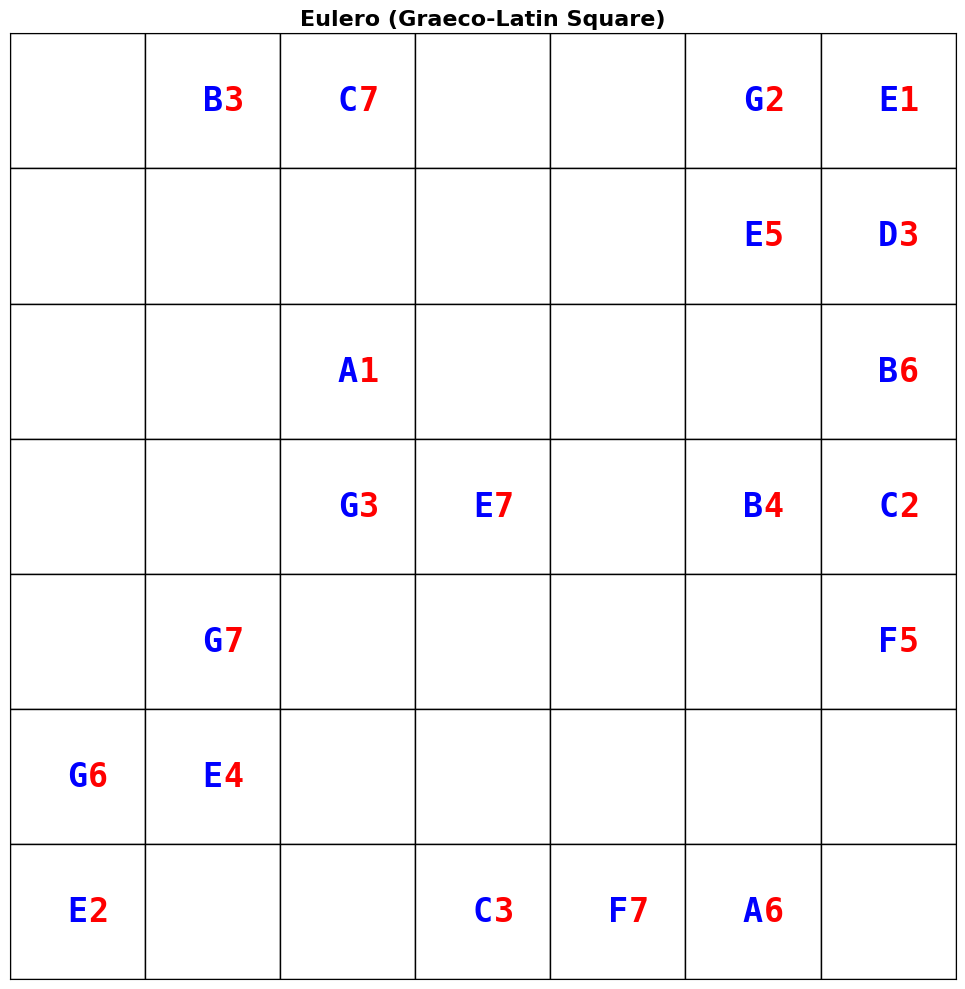 Eulero (Graeco-Latin Square)
B3 C7 G2 E1
E5 D3
A1 B6
G3 E7 B4 C2
G7 F5
G6 E4
E2 C3 F7 A6